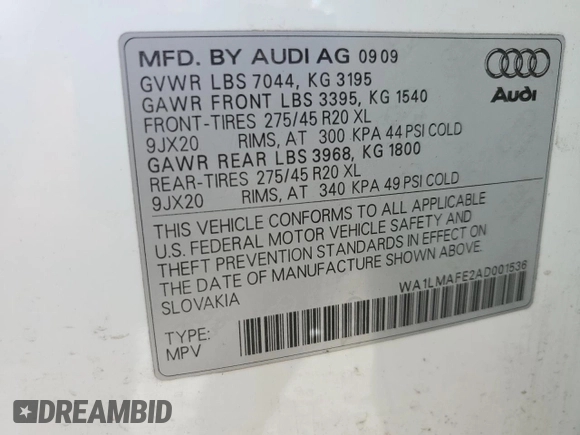 MFD. BY AUDI AG 09 09
GVWR LBS 7044, KG 3195
GAWR FRONT LBS 3395, KG 1540
FRONT-TIRES 275/45 R20 XL
9JX20 RIMS, AT 300 KPA 44 PSI COLD
GAWR REAR LBS 3968, KG 1800
REAR-TIRES 275/45 R20 XL
9JX20 RIMS, AT 340 KPA 49 PSI COLD
Audi
THIS VEHICLE CONFORMS TO ALL APPLICABLE
U.S. FEDERAL MOTOR VEHICLE SAFETY AND
THEFT PREVENTION STANDARDS IN EFFECT ON
THE DATE OF MANUFACTURE SHOWN ABOVE.
SLOVAKIA
WA1LMAFE2AD001536
TYPE:
MPV
DREAMBID